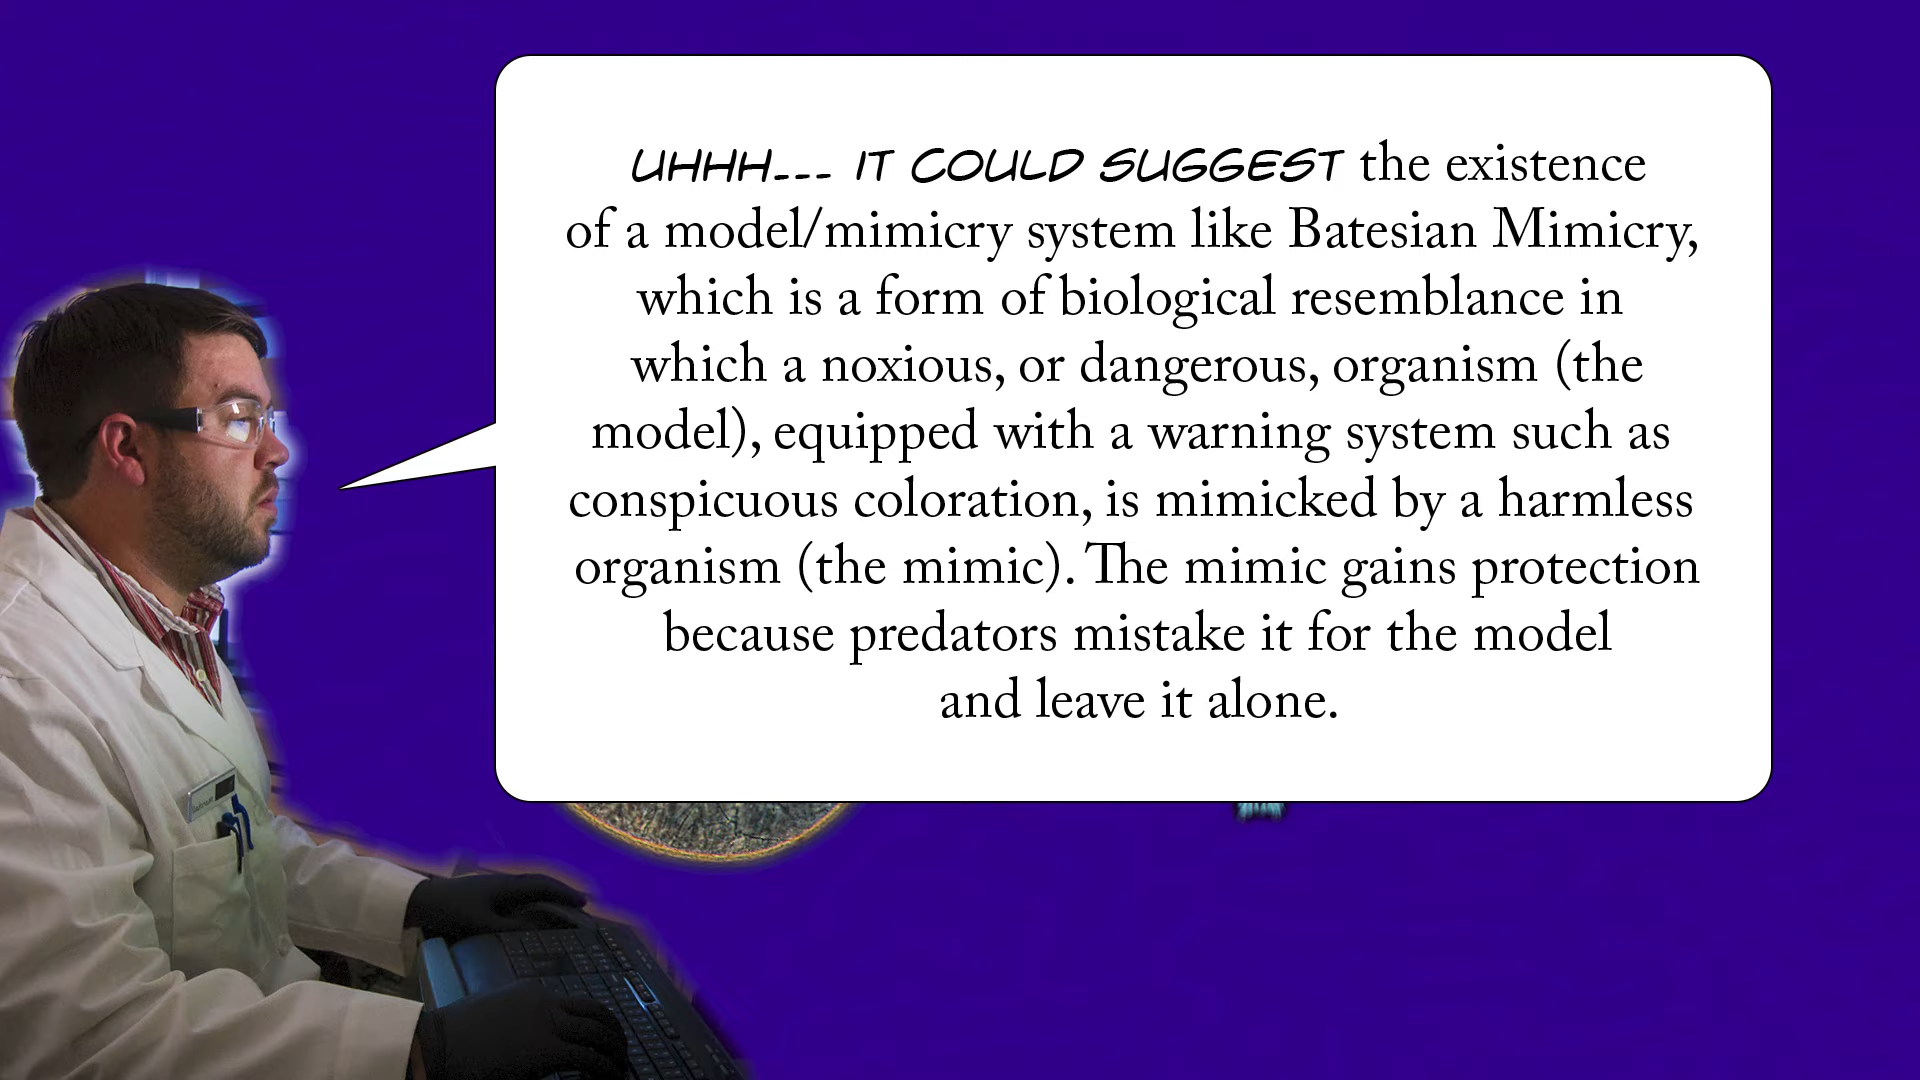 UHHH--- IT COULD SUGGEST the existence
of a model/mimicry system like Batesian Mimicry,
which is a form of biological resemblance in
which a noxious, or dangerous, organism (the
model), equipped with a warning system such as
conspicuous coloration, is mimicked by a harmless
organism (the mimic). The mimic gains protection
because predators mistake it for the model
and leave it alone.